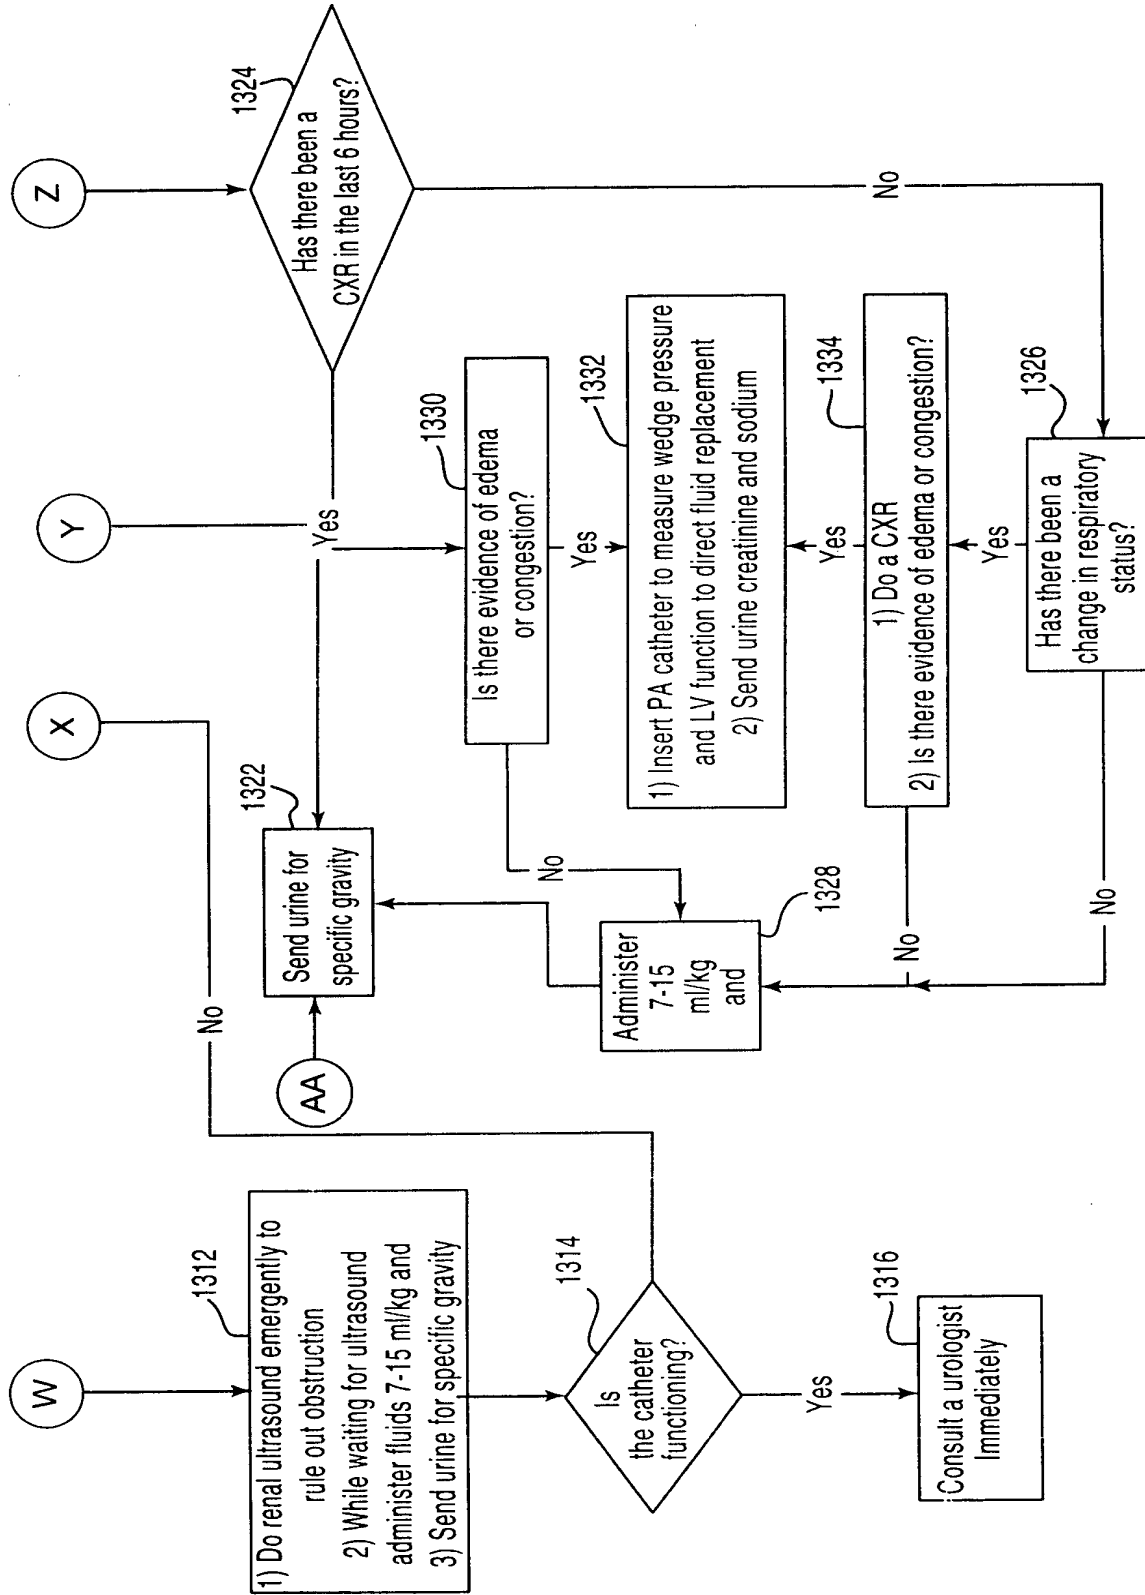 W
X
Y
Z
1312
1) Do renal ultrasound emergently to
rule out obstruction
2) While waiting for ultrasound
administer fluids 7-15 ml/kg and
3) Send urine for specific gravity
1314
Is
the catheter
functioning?
No
Yes
1316
Consult a urologist
Immediately
AA
1322
Send urine for
specific gravity
1324
Has there been a
CXR in the last 6 hours?
Yes
No
1330
Is there evidence of edema
or congestion?
Yes
No
1328
Administer
7-15
ml/kg
and
1332
1) Insert PA catheter to measure wedge pressure
and LV function to direct fluid replacement
2) Send urine creatinine and sodium
Yes
1334
1) Do a CXR
2) Is there evidence of edema or congestion?
No
Yes
1326
Has there been a
change in respiratory
status?
No